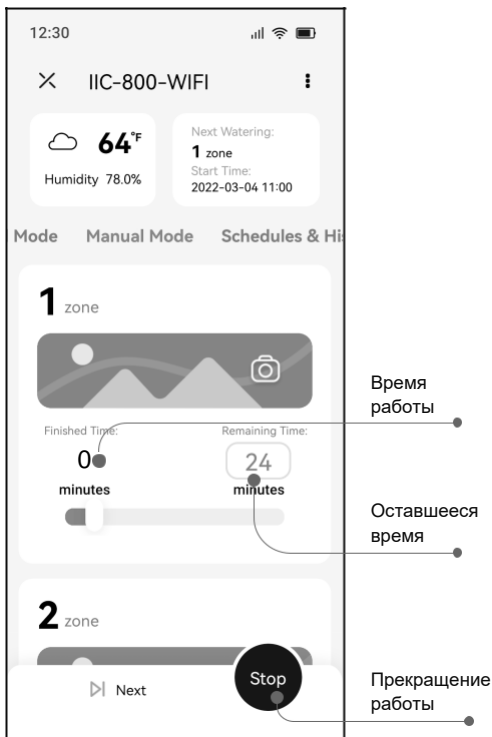 12:30
IIC-800-WIFI
64°F
Humidity 78.0%
Next Watering:
1 zone
Start Time:
2022-03-04 11:00
Mode Manual Mode Schedules & Hi
1 zone
Finished Time: Remaining Time:
0 24
minutes minutes
Время
работы
Оставшееся
время
2 zone
Next Stop
Прекращение
работы